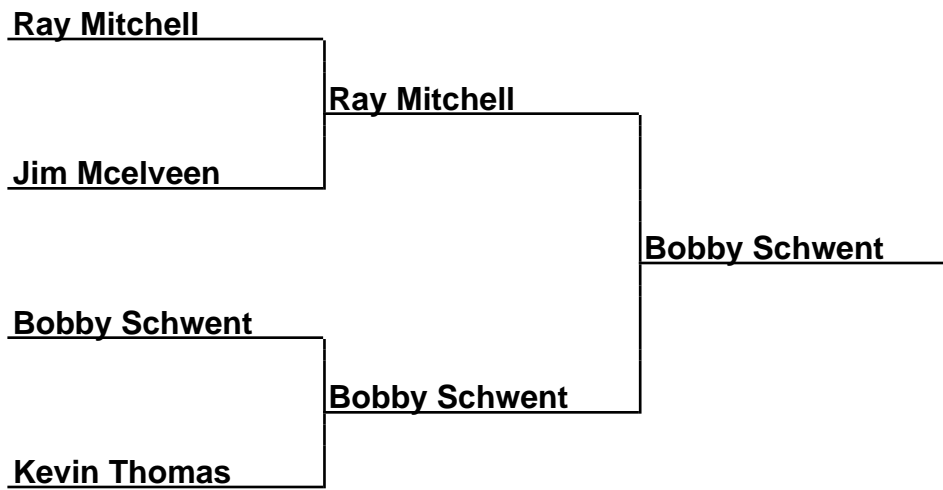 Ray Mitchell
Ray Mitchell
Jim Mcelveen
Bobby Schwent
Bobby Schwent
Bobby Schwent
Kevin Thomas